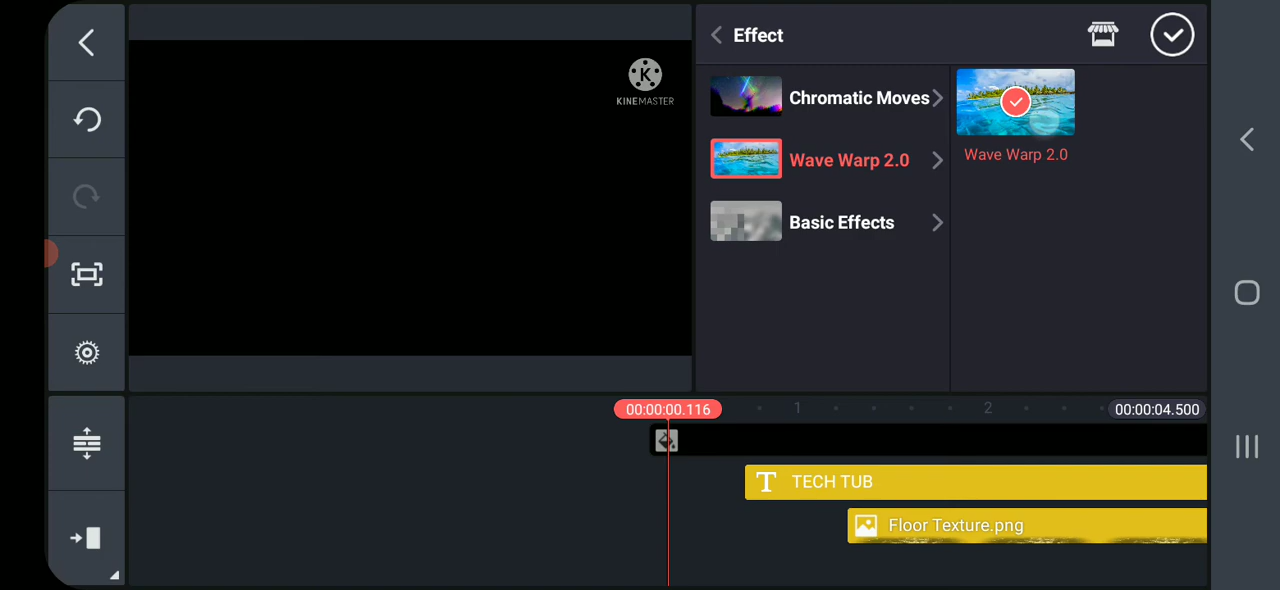 Effect
K
KINEMASTER
Chromatic Moves
Wave Warp 2.0
Basic Effects
Wave Warp 2.0
00:00:00.116
1
2
00:00:04.500
T TECH TUB
Floor Texture.png